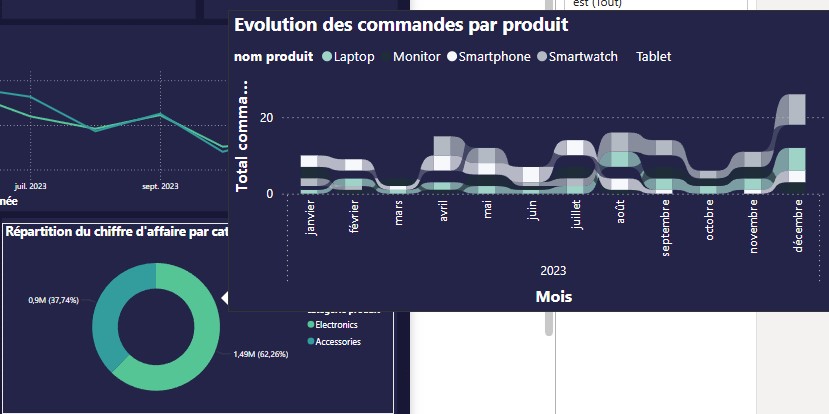 est (Tout)
Evolution des commandes par produit
nom produit Laptop Monitor Smartphone Smartwatch Tablet
Total comma...
20
0
janvier
février
mars
avril
mai
juin
juillet
août
septembre
octobre
novembre
décembre
2023
Mois
juil. 2023
sept. 2023
née
Répartition du chiffre d'affaire par cat
0,9M (37,74%)
1,49M (62,26%)
Electronics
Accessories